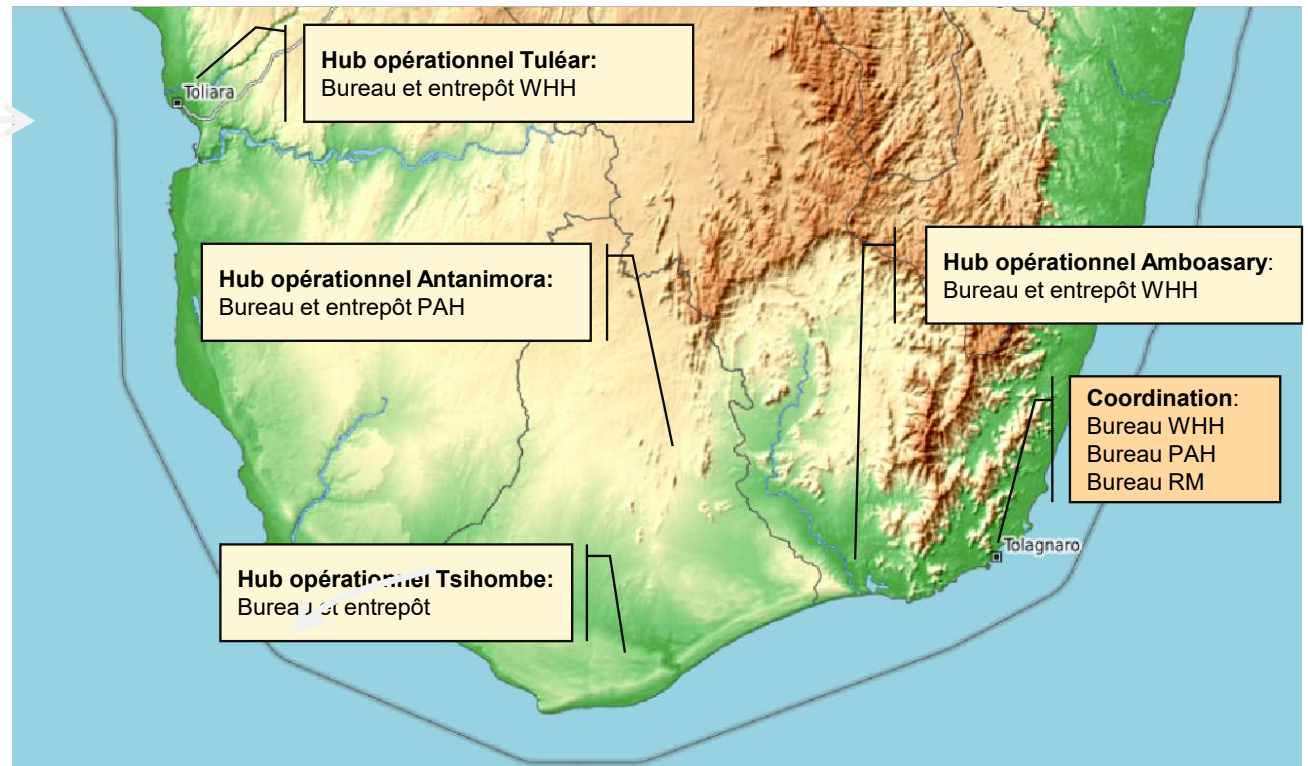 Hub opérationnel Tuléar:
Bureau et entrepôt WHH
Toliara
Hub opérationnel Antanimora:
Bureau et entrepôt PAH
Hub opérationnel Amboasary:
Bureau et entrepôt WHH
Coordination:
Bureau WHH
Bureau PAH
Bureau RM
Tolagnaro
Hub opérationnel Tsihombe:
Bureau et entrepôt